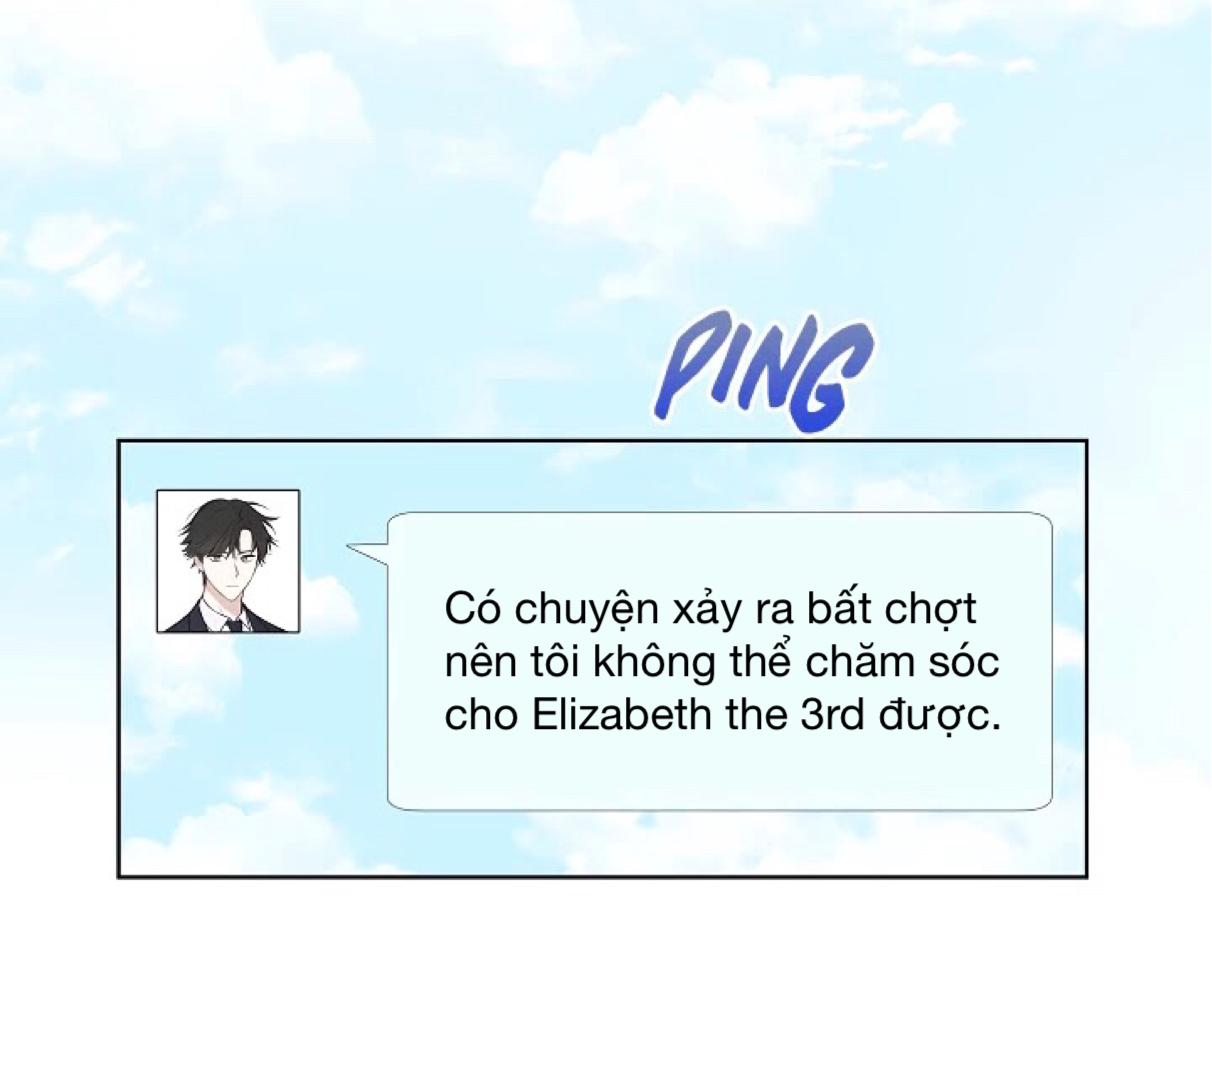 PING
Có chuyện xảy ra bất chợt
nên tôi không thể chăm sóc
cho Elizabeth the 3rd được.